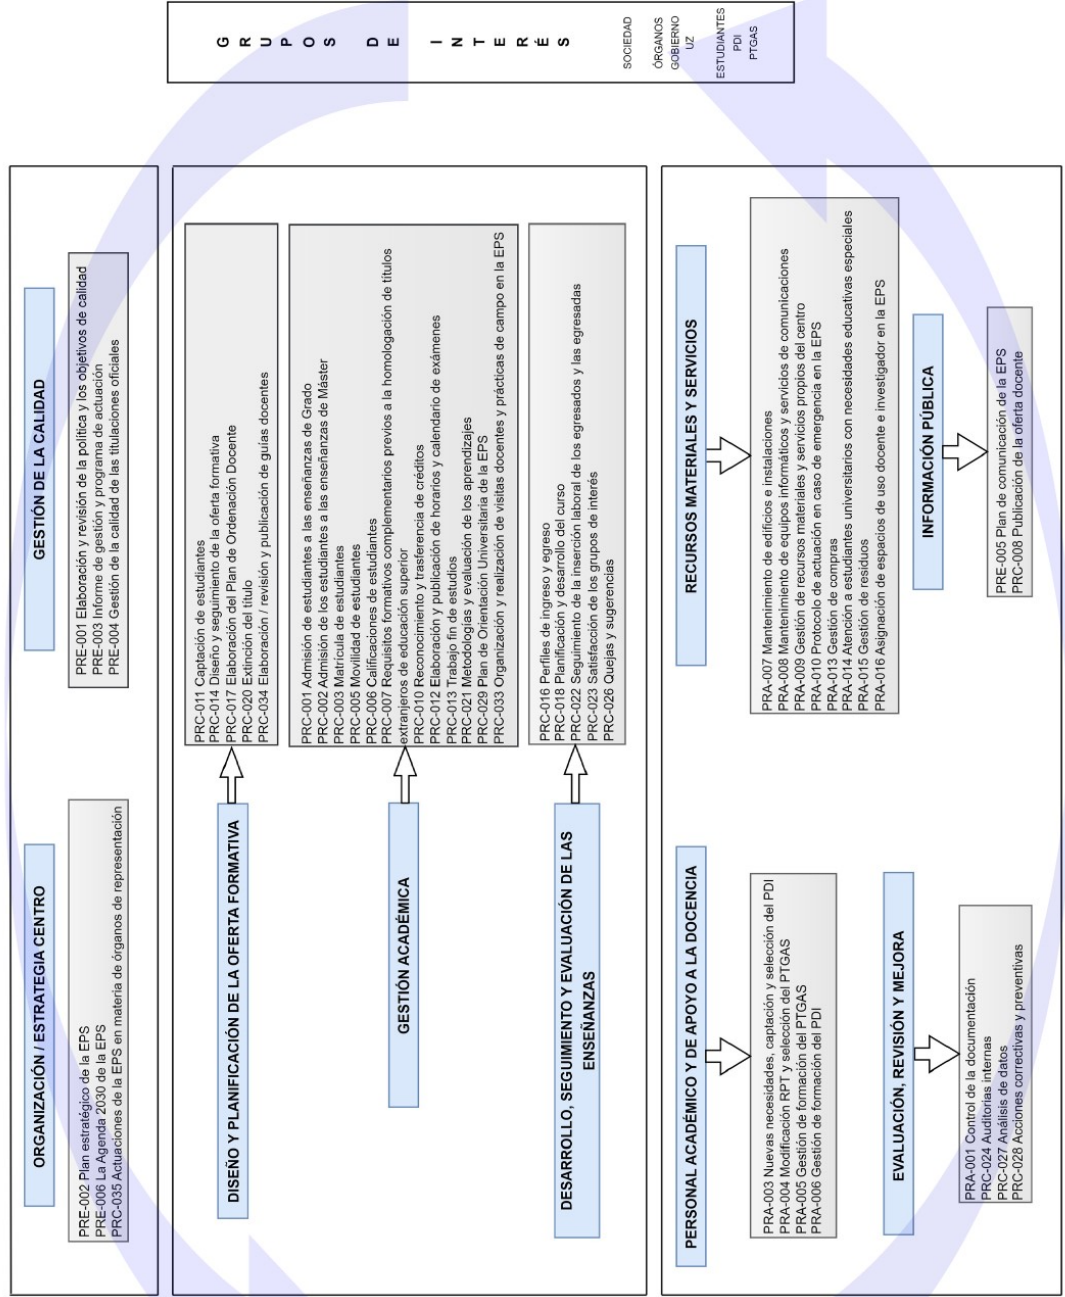 ORGANIZACIÓN / ESTRATEGIA CENTRO
PRE-002 Plan estratégico de la EPS
PRE-006 La Agenda 2030 de la EPS
PRC-035 Actuaciones de la EPS en materia de órganos de representación
GESTIÓN DE LA CALIDAD
PRE-001 Elaboración y revisión de la política y los objetivos de calidad
PRE-003 Informe de gestión y programa de actuación
PRE-004 Gestión de la calidad de las titulaciones oficiales
DISEÑO Y PLANIFICACIÓN DE LA OFERTA FORMATIVA
PRC-011 Captación de estudiantes
PRC-014 Diseño y seguimiento de la oferta formativa
PRC-017 Elaboración del Plan de Ordenación Docente
PRC-020 Extinción del título
PRC-034 Elaboración / revisión y publicación de guías docentes
GESTIÓN ACADÉMICA
PRC-001 Admisión de estudiantes a las enseñanzas de Grado
PRC-002 Admisión de los estudiantes a las enseñanzas de Máster
PRC-003 Matrícula de estudiantes
PRC-005 Movilidad de estudiantes
PRC-006 Calificaciones de estudiantes
PRC-007 Requisitos formativos complementarios previos a la homologación de títulos
extranjeros de educación superior
PRC-010 Reconocimiento y trasferencia de créditos
PRC-012 Elaboración y publicación de horarios y calendario de exámenes
PRC-013 Trabajo fin de estudios
PRC-021 Metodologías y evaluación de los aprendizajes
PRC-029 Plan de Orientación Universitaria de la EPS
PRC-033 Organización y realización de visitas docentes y prácticas de campo en la EPS
DESARROLLO, SEGUIMIENTO Y EVALUACIÓN DE LAS
ENSEÑANZAS
PRC-016 Perfiles de ingreso y egreso
PRC-018 Planificación y desarrollo del curso
PRC-022 Seguimiento de la inserción laboral de los egresados y las egresadas
PRC-023 Satisfacción de los grupos de interés
PRC-026 Quejas y sugerencias
PERSONAL ACADÉMICO Y DE APOYO A LA DOCENCIA
PRA-003 Nuevas necesidades, captación y selección del PDI
PRA-004 Modificación RPT y selección del PTGAS
PRA-005 Gestión de formación del PTGAS
PRA-006 Gestión de formación del PDI
RECURSOS MATERIALES Y SERVICIOS
PRA-007 Mantenimiento de edificios e instalaciones
PRA-008 Mantenimiento de equipos informáticos y servicios de comunicaciones
PRA-009 Gestión de recursos materiales y servicios propios del centro
PRA-010 Protocolo de actuación en caso de emergencia en la EPS
PRA-013 Gestión de compras
PRA-014 Atención a estudiantes universitarios con necesidades educativas especiales
PRA-015 Gestión de residuos
PRA-016 Asignación de espacios de uso docente e investigador en la EPS
EVALUACIÓN, REVISIÓN Y MEJORA
PRA-001 Control de la documentación
PRC-024 Auditorias internas
PRC-027 Análisis de datos
PRC-028 Acciones correctivas y preventivas
INFORMACIÓN PÚBLICA
PRE-005 Plan de comunicación de la EPS
PRC-008 Publicación de la oferta docente
GRUPOS
DE
INTERÉS
SOCIEDAD
ÓRGANOS
GOBIERNO
UZ
ESTUDIANTES
PDI
PTGAS